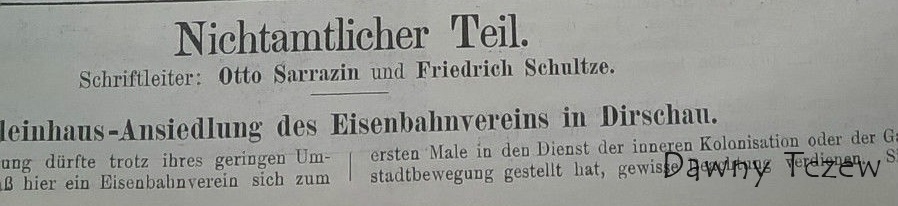 Nichtamtlicher Teil.
Schriftleiter: Otto Sarrazin und Friedrich Schultze.
leinhaus-Ansiedlung des Eisenbahnvereins in Dirschau.
ung dürfte trotz ihres geringen Um-
ß hier ein Eisenbahnverein sich zum
ersten Male in den Dienst der inneren Kolonisation oder der Ga
stadtbewegung gestellt hat, gewisse
Dawny Tczew